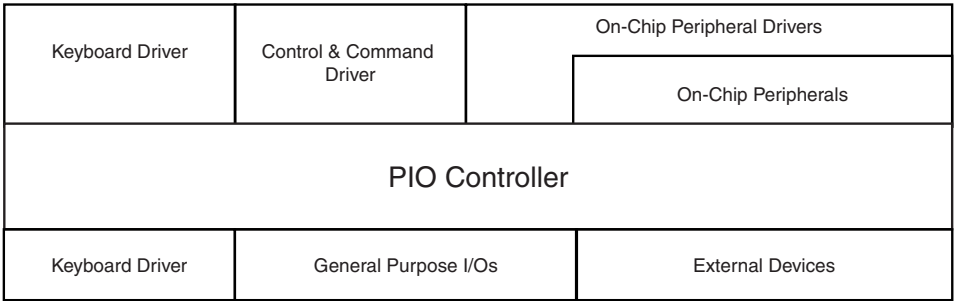 Keyboard Driver
Control & Command
Driver
On-Chip Peripheral Drivers
On-Chip Peripherals
PIO Controller
Keyboard Driver
General Purpose I/Os
External Devices